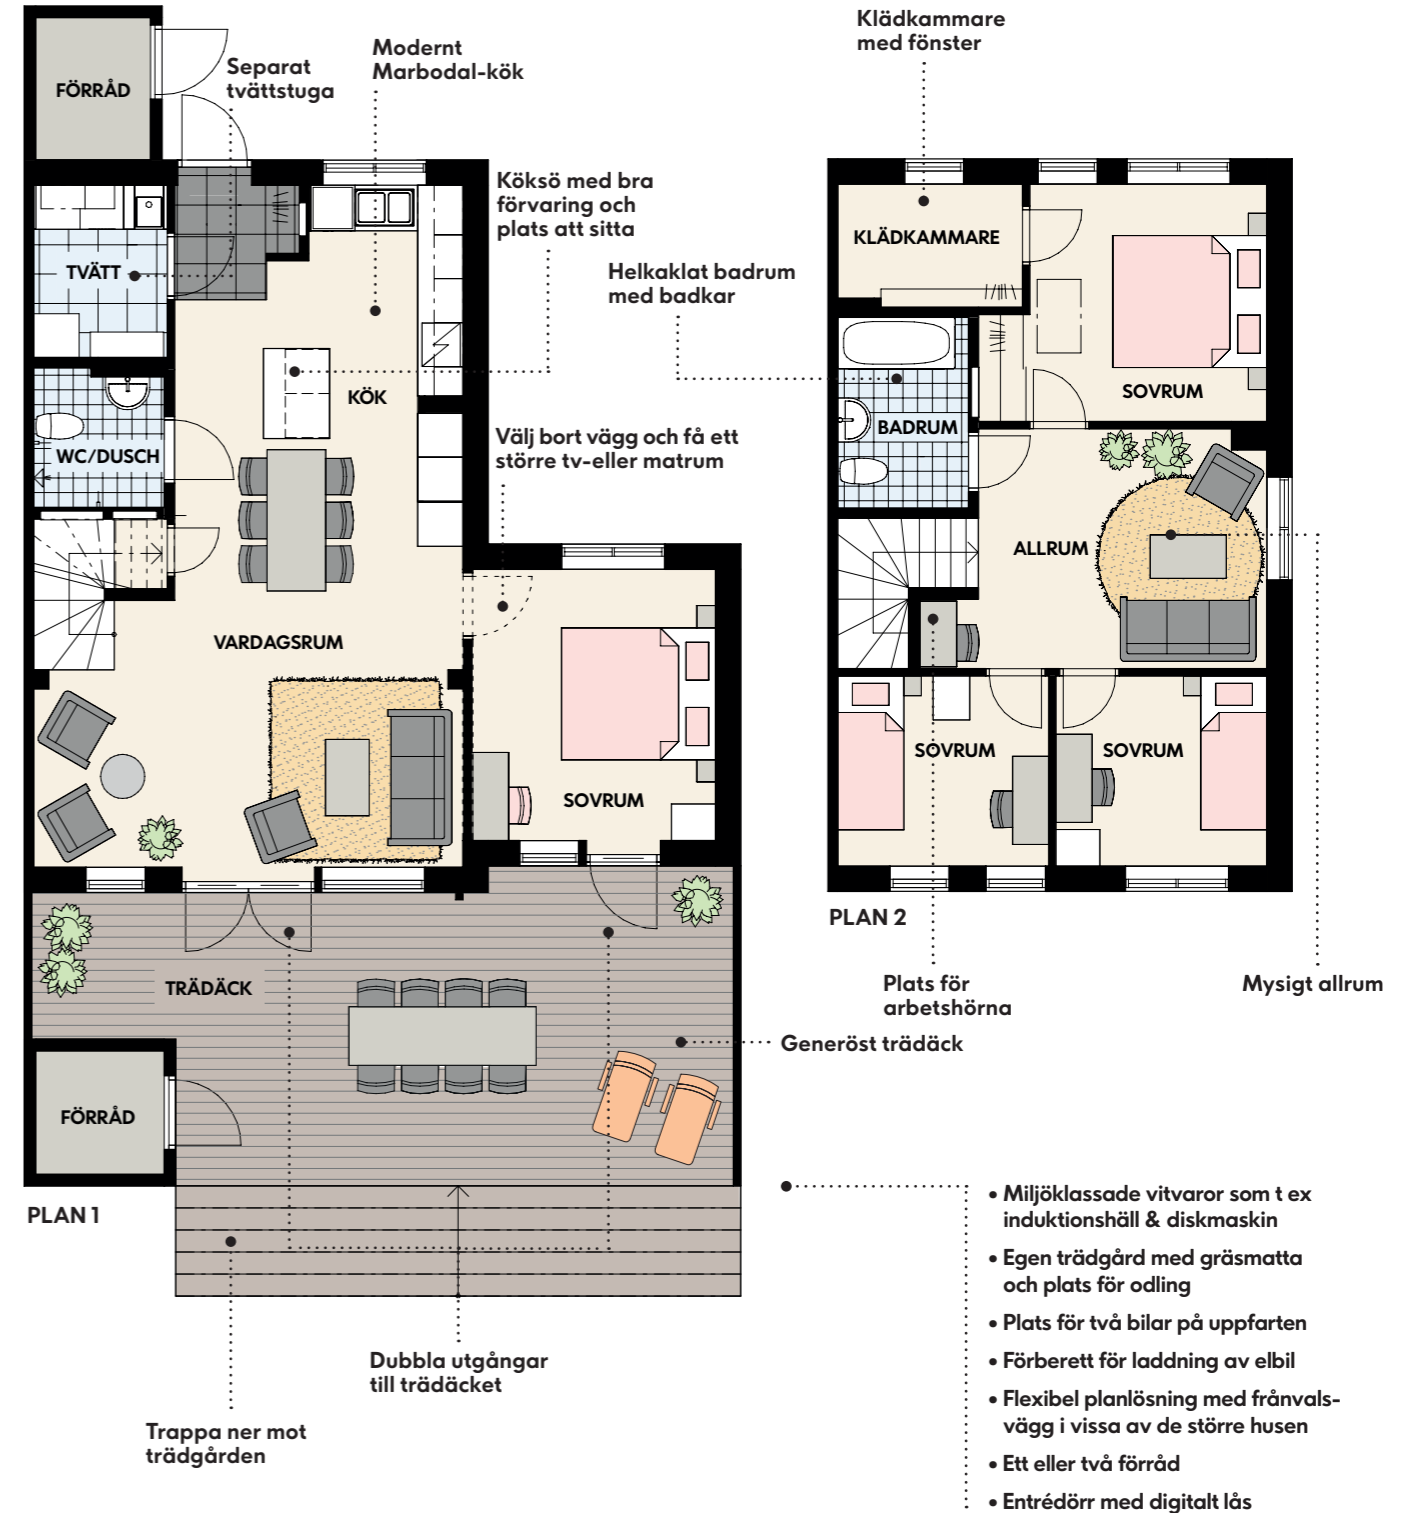 Klädkammare
med fönster
Modernt
Marbodal-kök
Separat
tvättstuga
FÖRRÅD
Köksö med bra
förvaring och
plats att sitta
KLÄDKAMMARE
TVÄTT
Helkaklat badrum
med badkar
KÖK
SOVRUM
BADRUM
Välj bort vägg och få ett
större tv-eller matrum
WC/DUSCH
ALLRUM
VARDAGSRUM
SOVRUM
SOVRUM
SOVRUM
PLAN 2
TRÄDÄCK
Plats för
arbetshörna
Mysigt allrum
Generöst trädäck
FÖRRÅD
PLAN 1
• Miljöklassade vitvaror som t ex
induktionshäll & diskmaskin
• Egen trädgård med gräsmatta
och plats för odling
• Plats för två bilar på uppfarten
• Förberett för laddning av elbil
• Flexibel planlösning med frånvals-
vägg i vissa av de större husen
• Ett eller två förråd
• Entrédörr med digitalt lås
Dubbla utgångar
till trädäcket
Trappa ner mot
trädgården